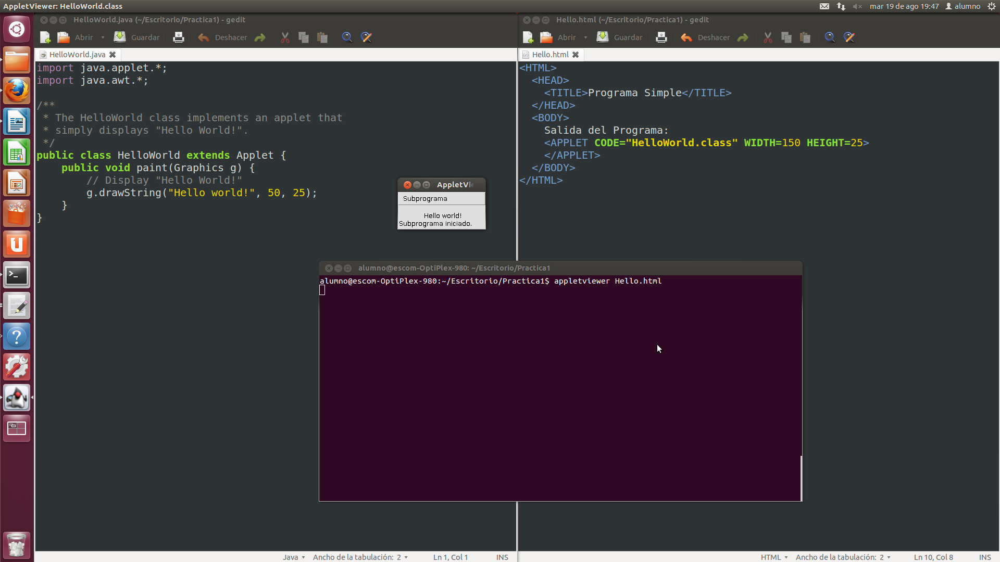 AppletViewer: HelloWorld.class
mar 19 de ago 19:47
alumno
HelloWorld.java (~/Escritorio/Practica1) - gedit
Abrir
Guardar
Deshacer
HelloWorld.java
import java.applet.*;
import java.awt.*;
/**
 * The HelloWorld class implements an applet that
 * simply displays "Hello World!".
 */
public class HelloWorld extends Applet {
    public void paint(Graphics g) {
        // Display "Hello World!"
        g.drawString("Hello world!", 50, 25);
    }
}
Java
Ancho de la tabulación: 2
Ln 1, Col 1
INS
Hello.html (~/Escritorio/Practica1) - gedit
Abrir
Guardar
Deshacer
Hello.html
<HTML>
  <HEAD>
    <TITLE>Programa Simple</TITLE>
  </HEAD>
  <BODY>
    Salida del Programa:
    <APPLET CODE="HelloWorld.class" WIDTH=150 HEIGHT=25>
    </APPLET>
  </BODY>
</HTML>
HTML
Ancho de la tabulación: 2
Ln 10, Col 8
INS
Subprograma
Hello world!
Subprograma iniciado.
alumno@escom-OptiPlex-980: ~/Escritorio/Practica1
alumno@escom-OptiPlex-980:~/Escritorio/Practica1$ appletviewer Hello.html